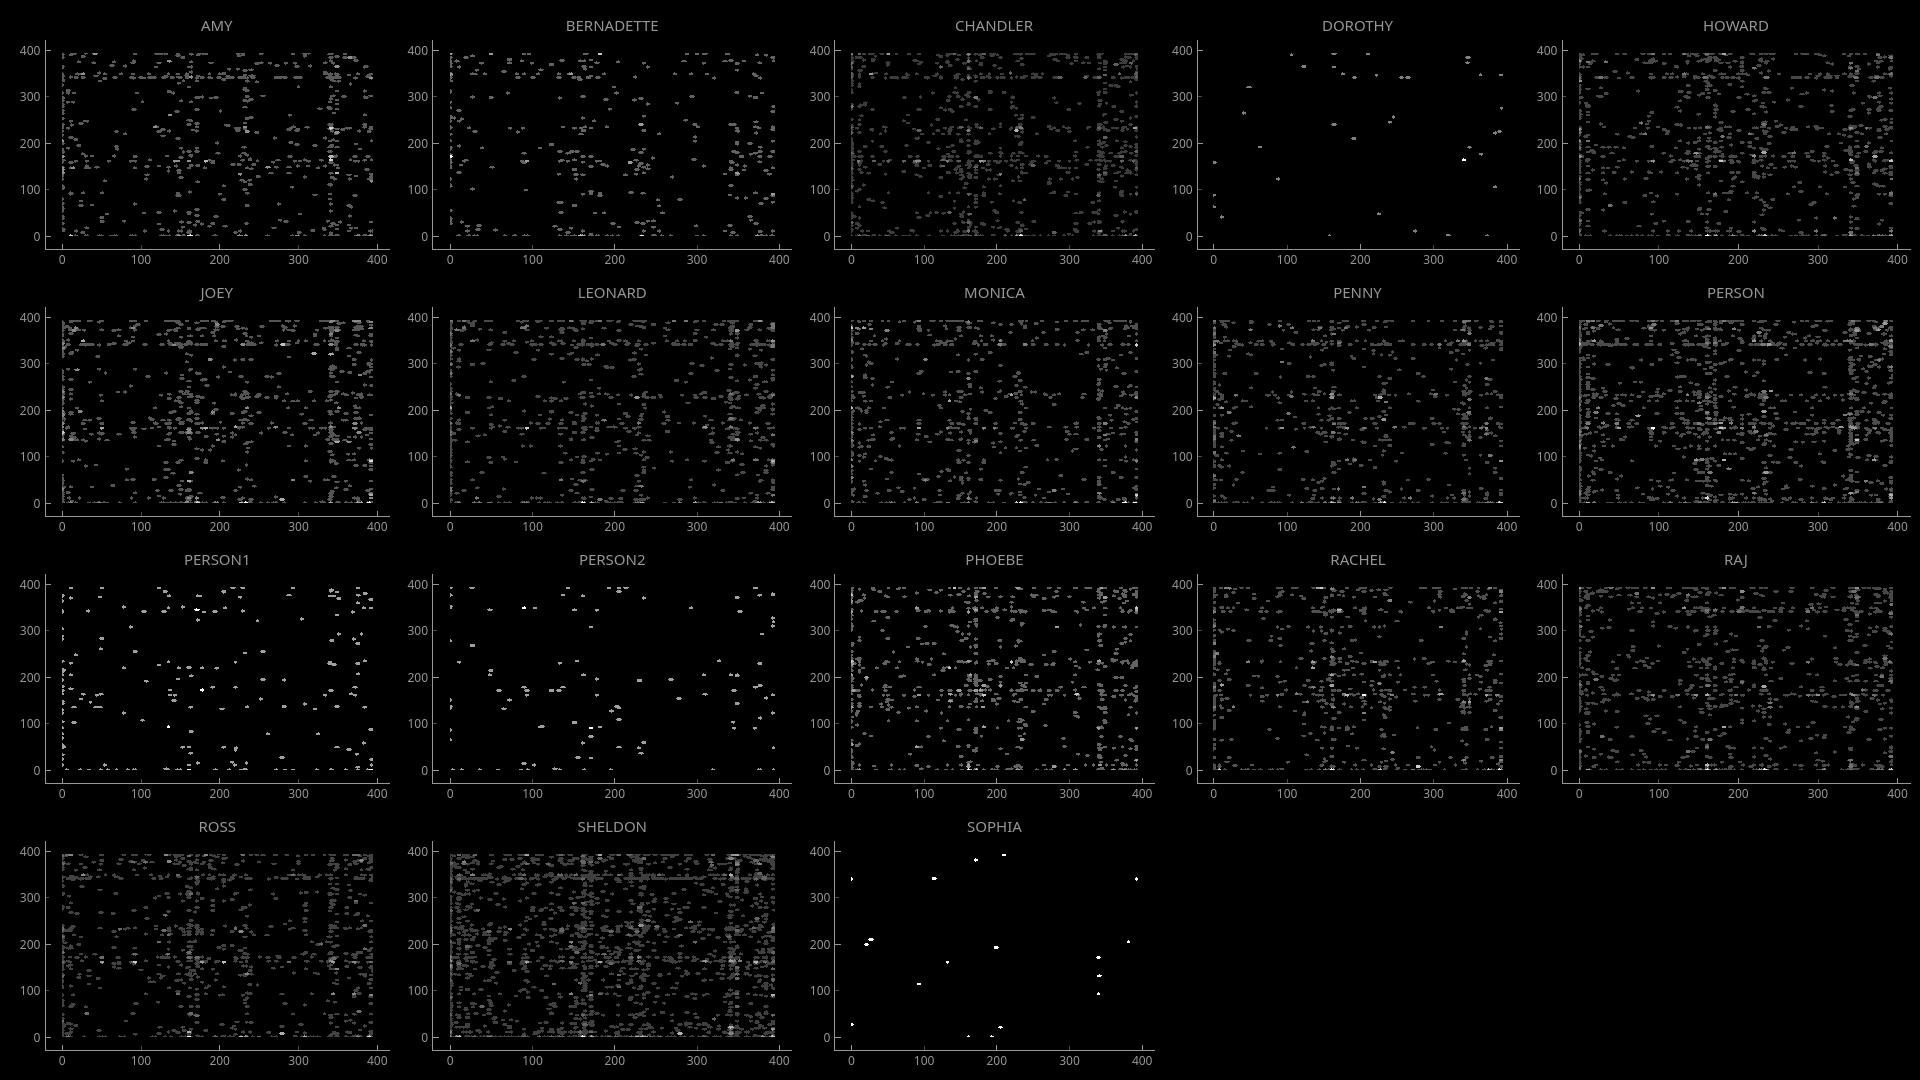 AMY BERNADETTE CHANDLER DOROTHY HOWARD
400 400 400 400 400
300 300 300 300 300
200 200 200 200 200
100 100 100 100 100
0 0 0 0 0
0 100 200 300 400 0 100 200 300 400 0 100 200 300 400 0 100 200 300 400 0 100 200 300 400
JOEY LEONARD MONICA PENNY PERSON
400 400 400 400 400
300 300 300 300 300
200 200 200 200 200
100 100 100 100 100
0 0 0 0 0
0 100 200 300 400 0 100 200 300 400 0 100 200 300 400 0 100 200 300 400 0 100 200 300 400
PERSON1 PERSON2 PHOEBE RACHEL RAJ
400 400 400 400 400
300 300 300 300 300
200 200 200 200 200
100 100 100 100 100
0 0 0 0 0
0 100 200 300 400 0 100 200 300 400 0 100 200 300 400 0 100 200 300 400 0 100 200 300 400
ROSS SHELDON SOPHIA
400 400 400
300 300 300
200 200 200
100 100 100
0 0 0
0 100 200 300 400 0 100 200 300 400 0 100 200 300 400